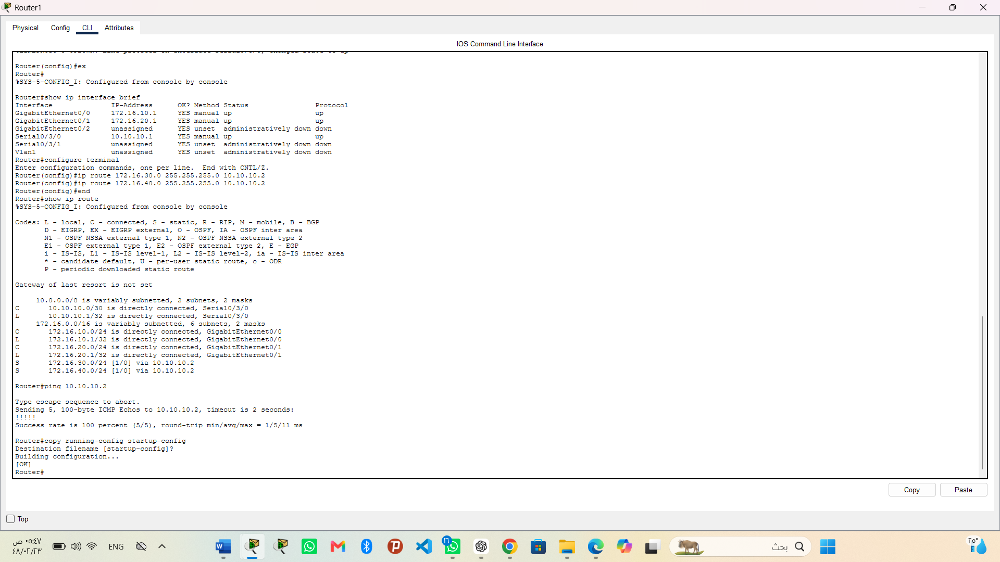 Router1
Physical Config CLI Attributes
IOS Command Line Interface
Router(config)#ex
Router#
%SYS-5-CONFIG_I: Configured from console by console
Router#show ip interface brief
Interface IP-Address OK? Method Status Protocol
GigabitEthernet0/0 172.16.10.1 YES manual up up
GigabitEthernet0/1 172.16.20.1 YES manual up up
GigabitEthernet0/2 unassigned YES unset administratively down down
Serial0/3/0 10.10.10.1 YES manual up up
Serial0/3/1 unassigned YES unset administratively down down
Vlan1 unassigned YES unset administratively down down
Router#configure terminal
Enter configuration commands, one per line. End with CNTL/Z.
Router(config)#ip route 172.16.30.0 255.255.255.0 10.10.10.2
Router(config)#ip route 172.16.40.0 255.255.255.0 10.10.10.2
Router(config)#end
Router#show ip route
%SYS-5-CONFIG_I: Configured from console by console
Codes: L - local, C - connected, S - static, R - RIP, M - mobile, B - BGP
D - EIGRP, EX - EIGRP external, O - OSPF, IA - OSPF inter area
N1 - OSPF NSSA external type 1, N2 - OSPF NSSA external type 2
E1 - OSPF external type 1, E2 - OSPF external type 2, E - EGP
i - IS-IS, L1 - IS-IS level-1, L2 - IS-IS level-2, ia - IS-IS inter area
* - candidate default, U - per-user static route, o - ODR
P - periodic downloaded static route
Gateway of last resort is not set
10.0.0.0/8 is variably subnetted, 2 subnets, 2 masks
C 10.10.10.0/30 is directly connected, Serial0/3/0
L 10.10.10.1/32 is directly connected, Serial0/3/0
172.16.0.0/16 is variably subnetted, 6 subnets, 2 masks
C 172.16.10.0/24 is directly connected, GigabitEthernet0/0
L 172.16.10.1/32 is directly connected, GigabitEthernet0/0
C 172.16.20.0/24 is directly connected, GigabitEthernet0/1
L 172.16.20.1/32 is directly connected, GigabitEthernet0/1
S 172.16.30.0/24 [1/0] via 10.10.10.2
S 172.16.40.0/24 [1/0] via 10.10.10.2
Router#ping 10.10.10.2
Type escape sequence to abort.
Sending 5, 100-byte ICMP Echos to 10.10.10.2, timeout is 2 seconds:
!!!!!
Success rate is 100 percent (5/5), round-trip min/avg/max = 1/5/11 ms
Router#copy running-config startup-config
Destination filename [startup-config]?
Building configuration...
[OK]
Router#
Copy Paste
Top
٠٥:٤٧ ص
٤٨/٠٢/٢٣
ENG
١٦
بحث
٢٥°